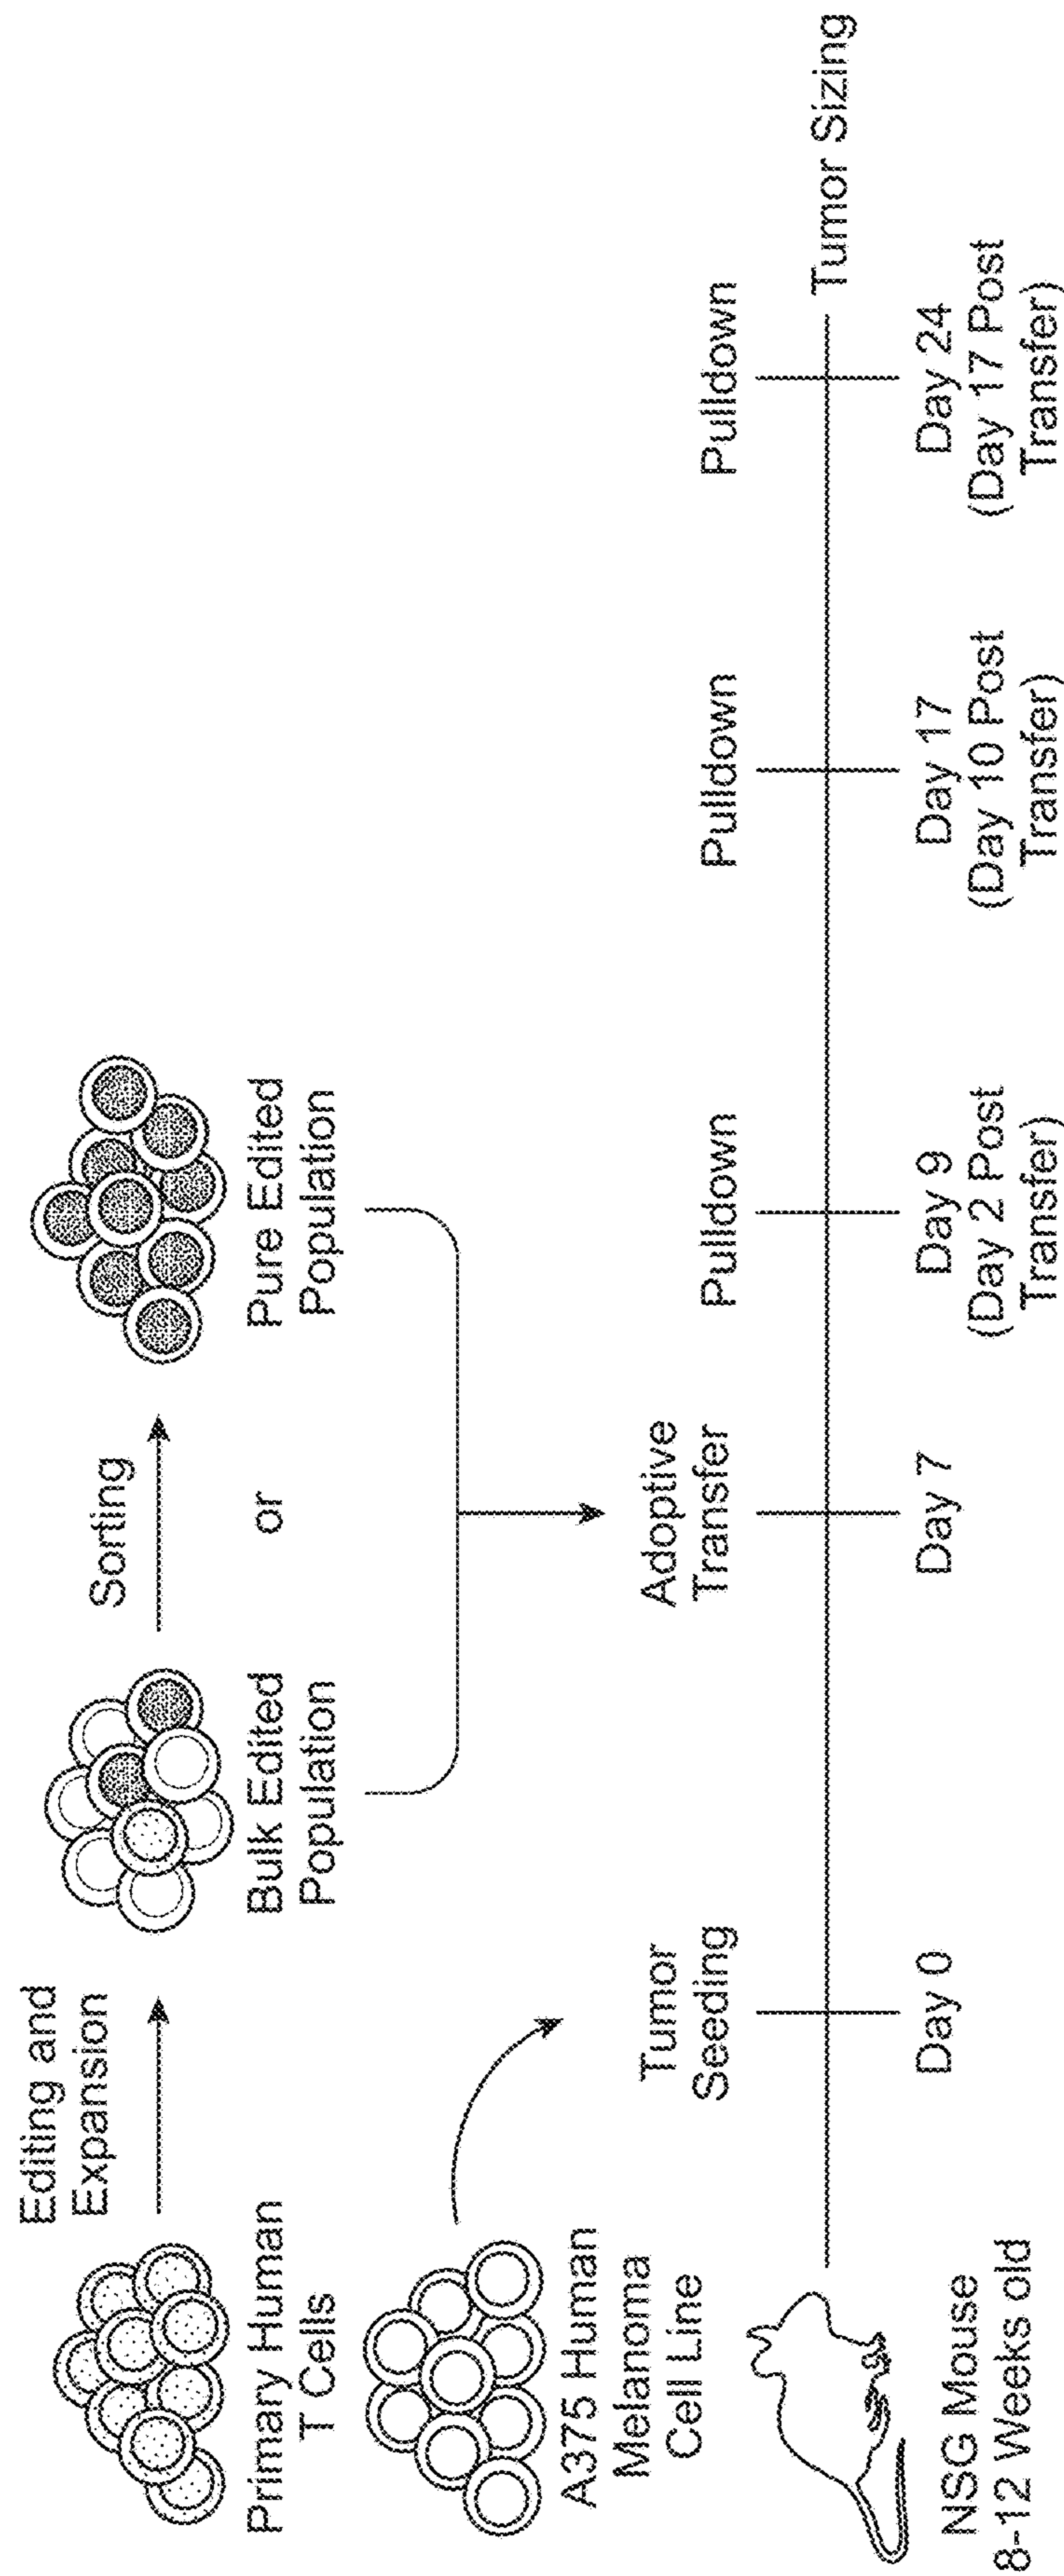 Editing and
Expansion
Sorting
or
Primary Human
T Cells
Bulk Edited
Population
Pure Edited
Population
A375 Human
Melanoma
Cell Line
Tumor
Seeding
Adoptive
Transfer
Pulldown
Pulldown
Pulldown
Tumor Sizing
NSG Mouse
8-12 Weeks old
Day 0
Day 7
Day 9
(Day 2 Post
Transfer)
Day 17
(Day 10 Post
Transfer)
Day 24
(Day 17 Post
Transfer)